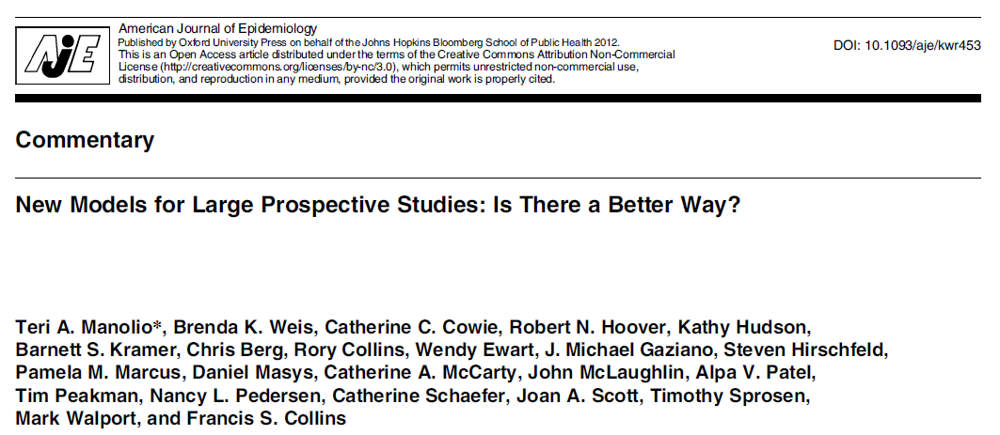 American Journal of Epidemiology
Published by Oxford University Press on behalf of the Johns Hopkins Bloomberg School of Public Health 2012.
This is an Open Access article distributed under the terms of the Creative Commons Attribution Non-Commercial
License (http://creativecommons.org/licenses/by-nc/3.0), which permits unrestricted non-commercial use,
distribution, and reproduction in any medium, provided the original work is properly cited.
AJE
DOI: 10.1093/aje/kwr453
Commentary
New Models for Large Prospective Studies: Is There a Better Way?
Teri A. Manolio*, Brenda K. Weis, Catherine C. Cowie, Robert N. Hoover, Kathy Hudson,
Barnett S. Kramer, Chris Berg, Rory Collins, Wendy Ewart, J. Michael Gaziano, Steven Hirschfeld,
Pamela M. Marcus, Daniel Masys, Catherine A. McCarty, John McLaughlin, Alpa V. Patel,
Tim Peakman, Nancy L. Pedersen, Catherine Schaefer, Joan A. Scott, Timothy Sprosen,
Mark Walport, and Francis S. Collins